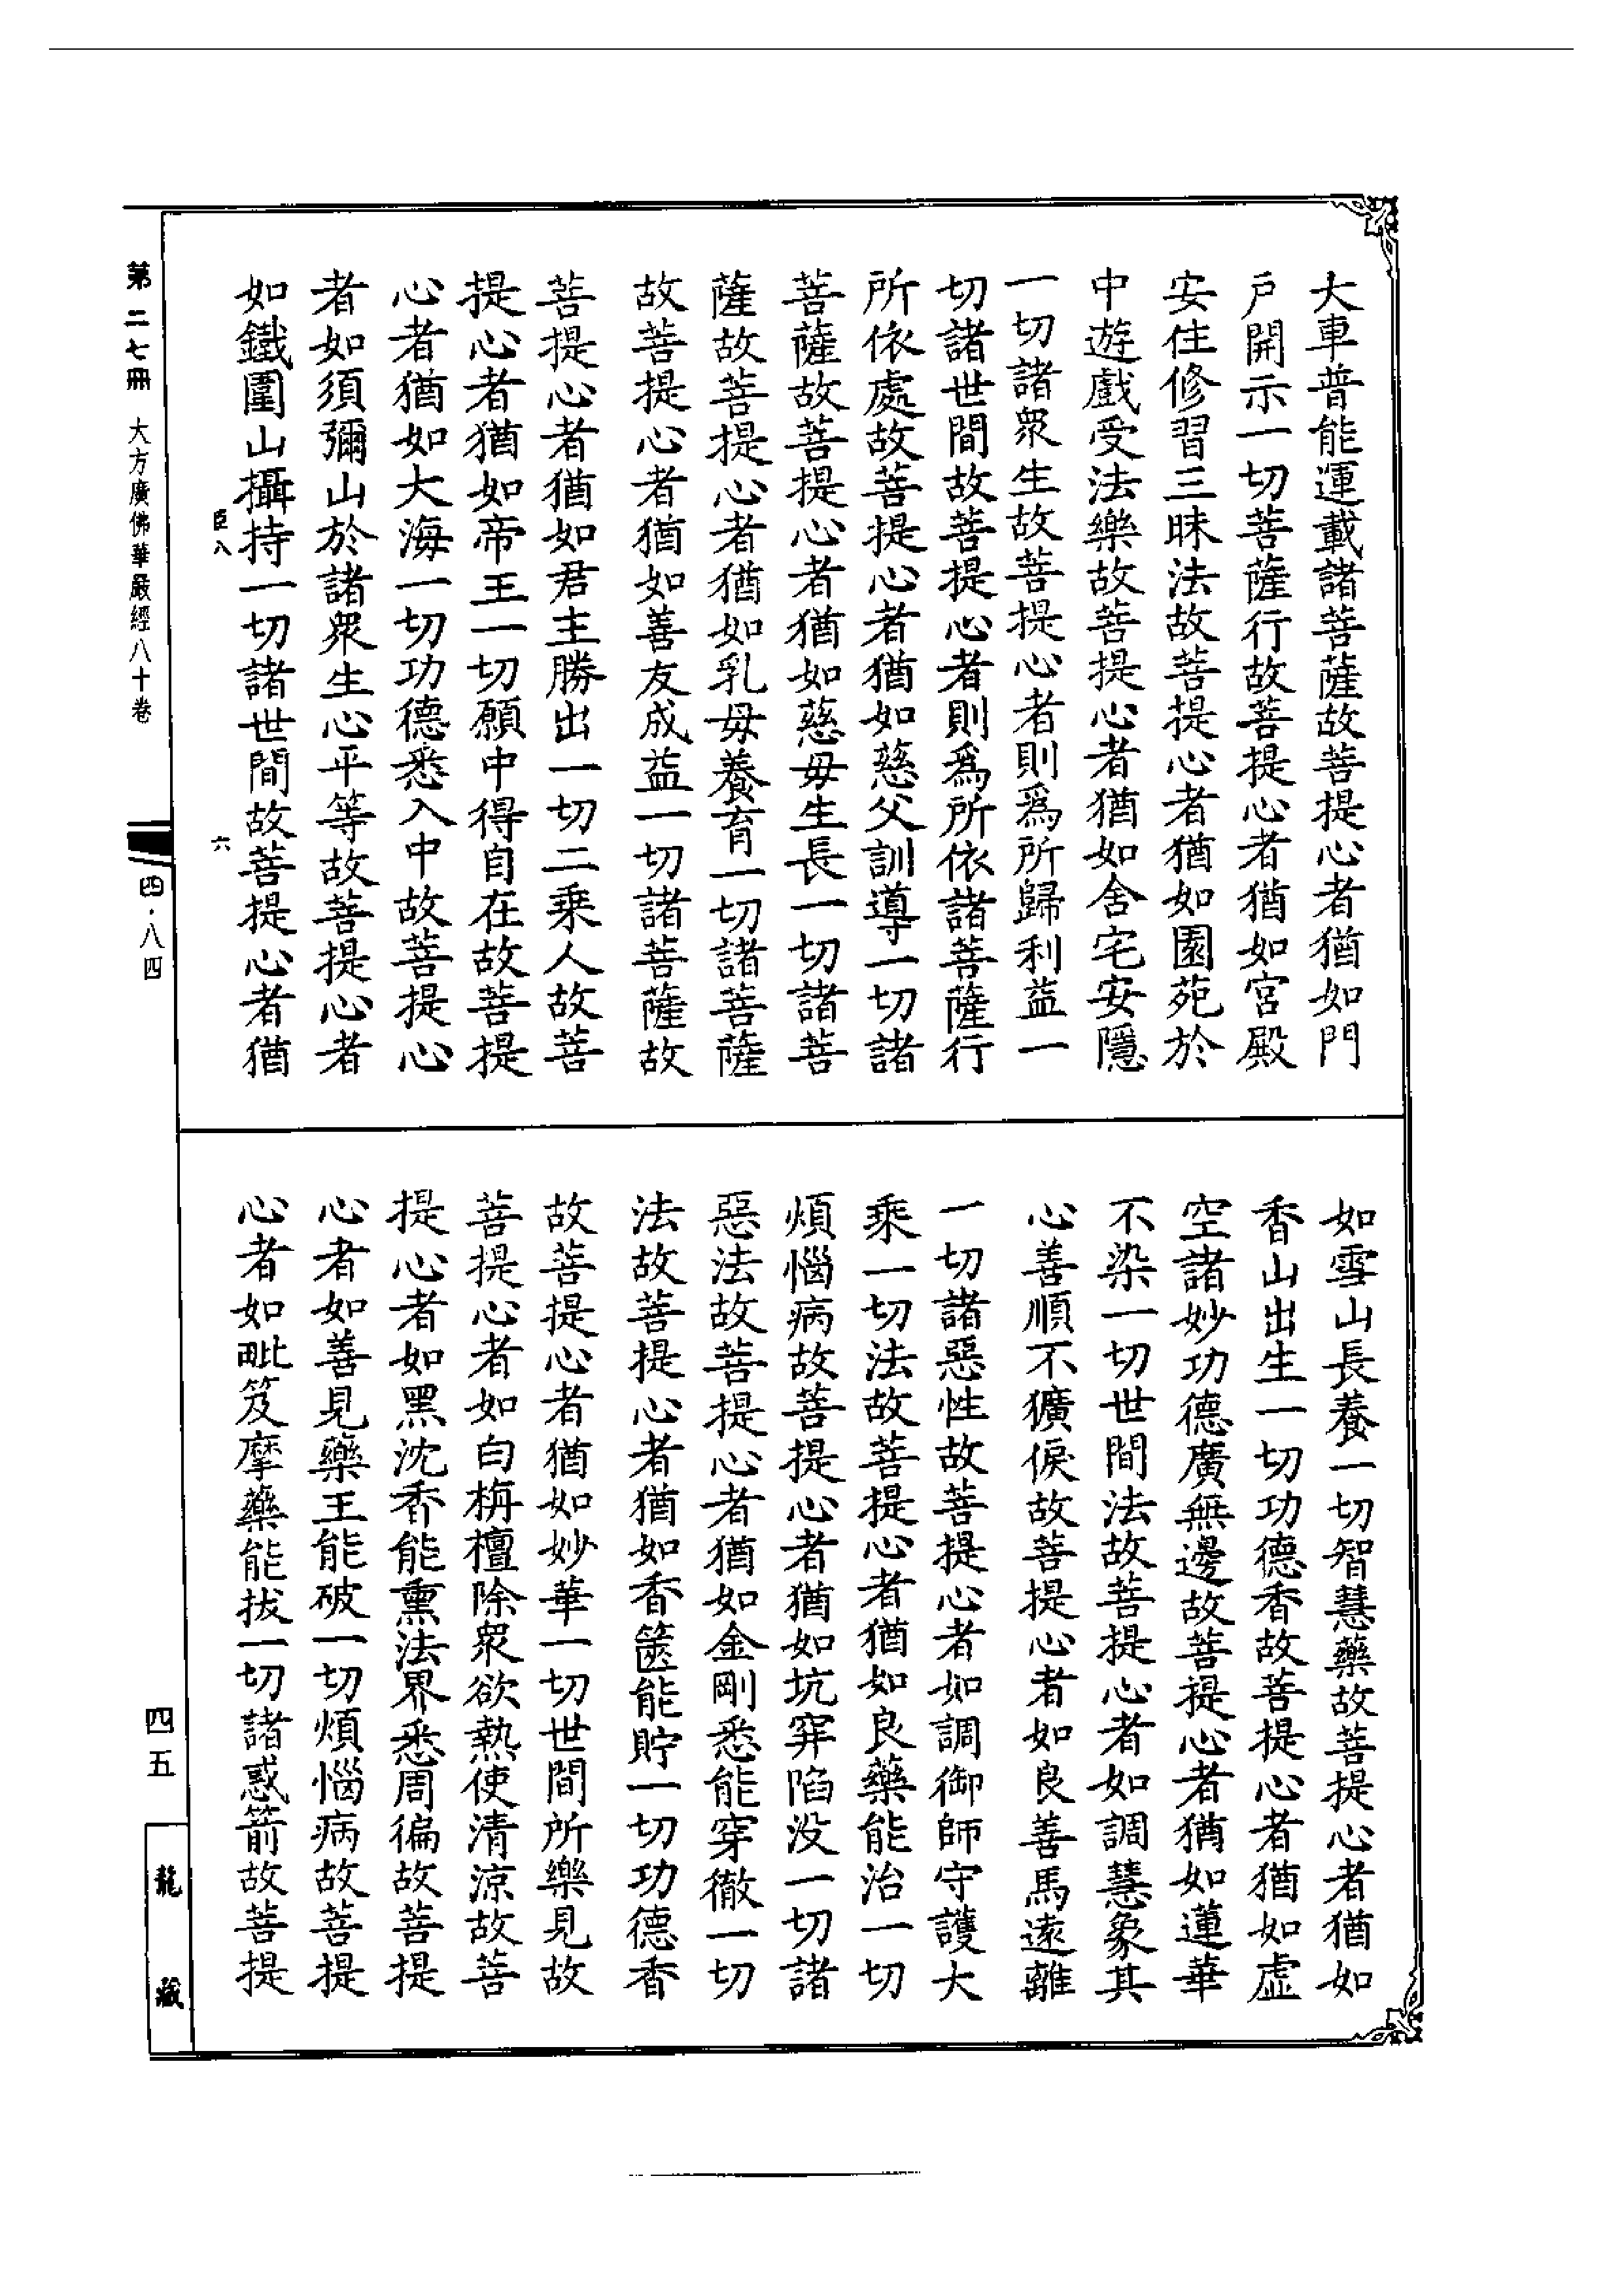 大車普能運載諸菩薩故菩提心者猶如門
戶開示一切菩薩行故菩提心者猶如宮殿
安住修習三昧法故菩提心者猶如園苑於
中遊戲受法樂故菩提心者猶如舍宅安隱
一切諸衆生故菩提心者則爲所歸利益一
切諸世間故菩提心者則爲所依諸菩薩行
所依處故菩提心者猶如慈父訓導一切諸
菩薩故菩提心者猶如慈母生長一切諸菩
薩故菩提心者猶如乳母養育一切諸菩薩
故菩提心者猶如善友成益一切諸菩薩故
菩提心者猶如君主勝出一切二乘人故菩
提心者猶如帝王一切願中得自在故菩提
心者猶如大海一切功德悉入中故菩提心
者如須彌山於諸衆生心平等故菩提心者
如鐵圍山攝持一切諸世間故菩提心者猶
如雪山長養一切智慧藥故菩提心者猶如
香山出生一切功德香故菩提心者猶如虛
空諸妙功德廣無邊故菩提心者猶如蓮華
不染一切世間法故菩提心者如調慧象其
心善順不獷戾故菩提心者如良善馬遠離
一切諸惡性故菩提心者如調御師守護大
乘一切法故菩提心者猶如良藥能治一切
煩惱病故菩提心者猶如坑穽陷没一切諸
惡法故菩提心者猶如金剛悉能穿徹一切
法故菩提心者猶如香篋能貯一切功德香
故菩提心者猶如妙華一切世間所樂見故
菩提心者如白栴檀除衆欲熱使清涼故菩
提心者如黑沈香能熏法界悉周徧故菩提
心者如善見藥王能破一切煩惱病故菩提
心者如毗笈摩藥能拔一切諸惑箭故菩提
臣八
六
第二七冊 大方廣佛華嚴經八十卷
四·八四
四五
龍藏